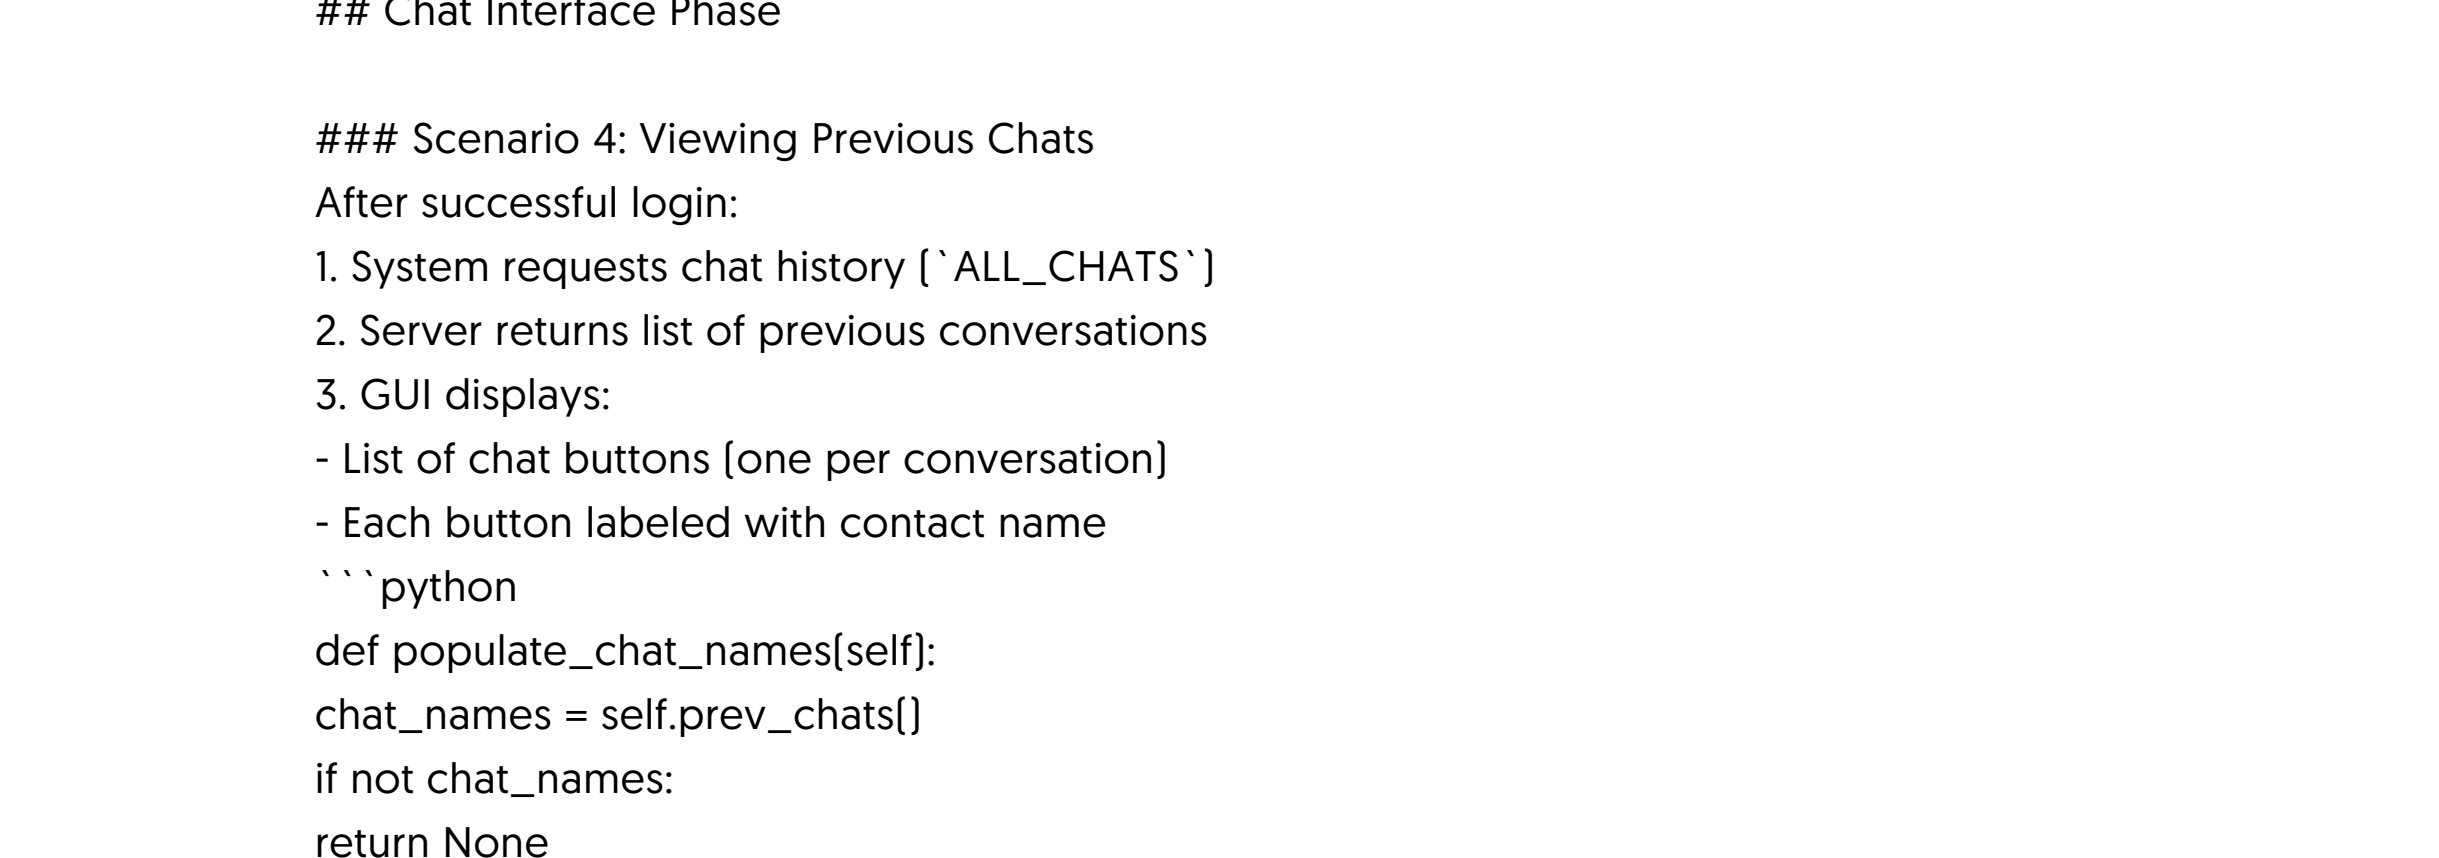 ## Chat Interface Phase
### Scenario 4: Viewing Previous Chats
After successful login:
1. System requests chat history (`ALL_CHATS`)
2. Server returns list of previous conversations
3. GUI displays:
- List of chat buttons (one per conversation)
- Each button labeled with contact name
```python
def populate_chat_names(self):
chat_names = self.prev_chats()
if not chat_names:
return None